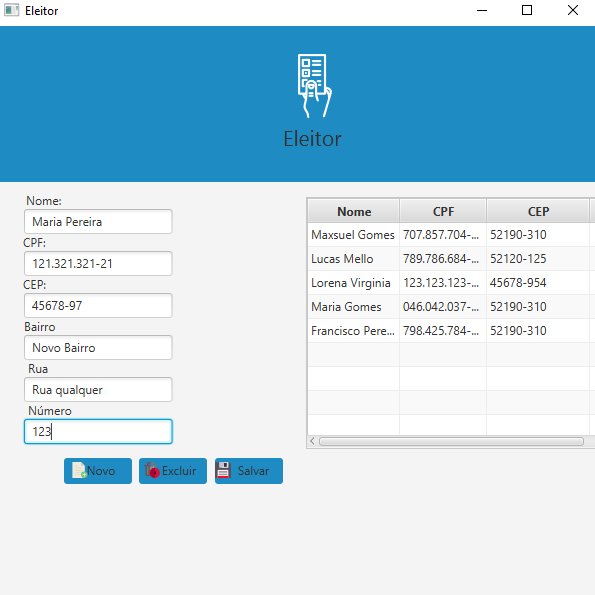 Eleitor
Eleitor
Nome:
Maria Pereira
CPF:
121.321.321-21
CEP:
45678-97
Bairro
Novo Bairro
Rua
Rua qualquer
Número
123
Novo Excluir Salvar
Nome CPF CEP
Maxsuel Gomes 707.857.704-... 52190-310
Lucas Mello 789.786.684-... 52120-125
Lorena Virginia 123.123.123-... 45678-954
Maria Gomes 046.042.037-... 52190-310
Francisco Pere... 798.425.784-... 52190-310